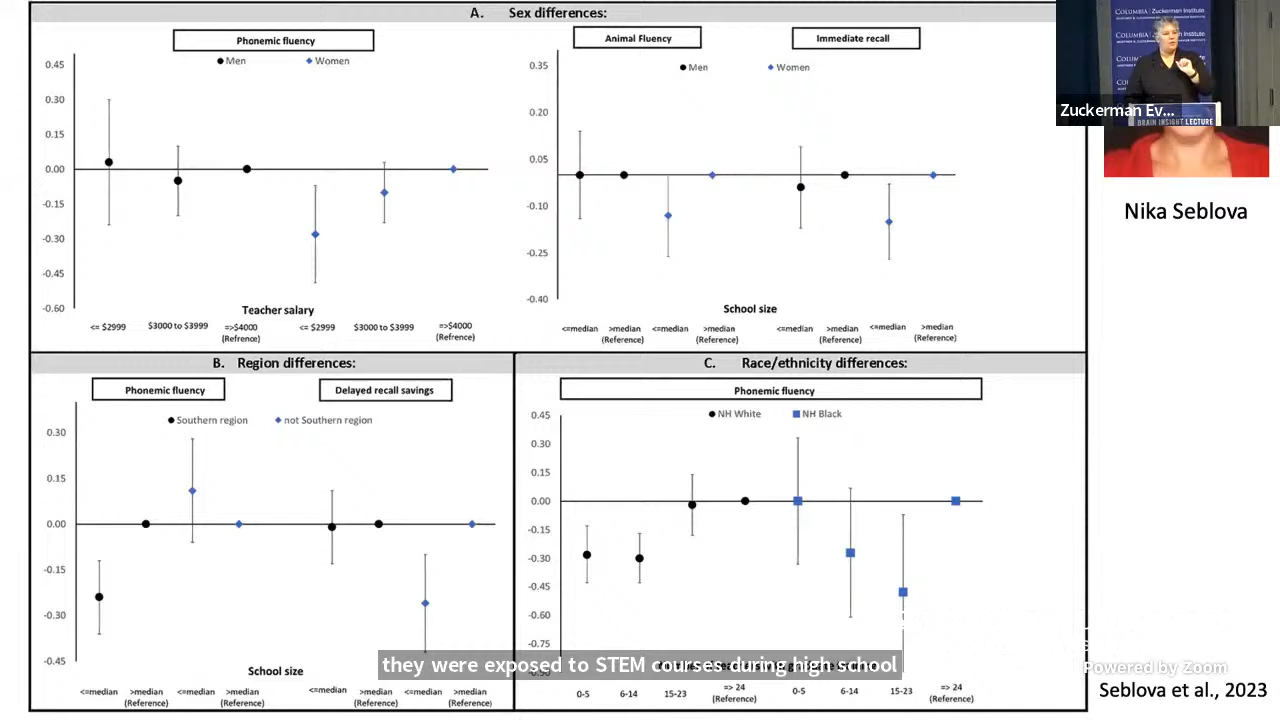 A. Sex differences:
Phonemic fluency
Men Women
0.45
0.30
0.15
0.00
-0.15
-0.30
-0.45
-0.60
Teacher salary
<= $2999 $3000 to $3999 =>$4000 (Refrence) <= $2999 $3000 to $3999 =>$4000 (Refrence)
Animal Fluency Immediate recall
Men Women
0.35
0.20
0.05
-0.10
-0.25
-0.40
School size
<=median >median (Reference) <=median >median (Reference) <=median >median (Reference) <=median >median (Reference)
B. Region differences:
Phonemic fluency Delayed recall savings
Southern region not Southern region
0.30
0.15
0.00
-0.15
-0.30
-0.45
School size
<=median >median (Reference) <=median >median (Reference) <=median >median (Reference) <=median >median (Reference)
C. Race/ethnicity differences:
Phonemic fluency
NH White NH Black
0.45
0.30
0.15
0.00
-0.15
-0.30
-0.45
-0.60
-0.75
0-5 6-14 15-23 => 24 (Reference) 0-5 6-14 15-23 => 24 (Reference)
they were exposed to STEM courses during high school
COLUMBIA Zuckerman Institute
Zuckerman Ev...
BRAIN INSIGHT LECTURE
Nika Seblova
Powered by Zoom
Seblova et al., 2023